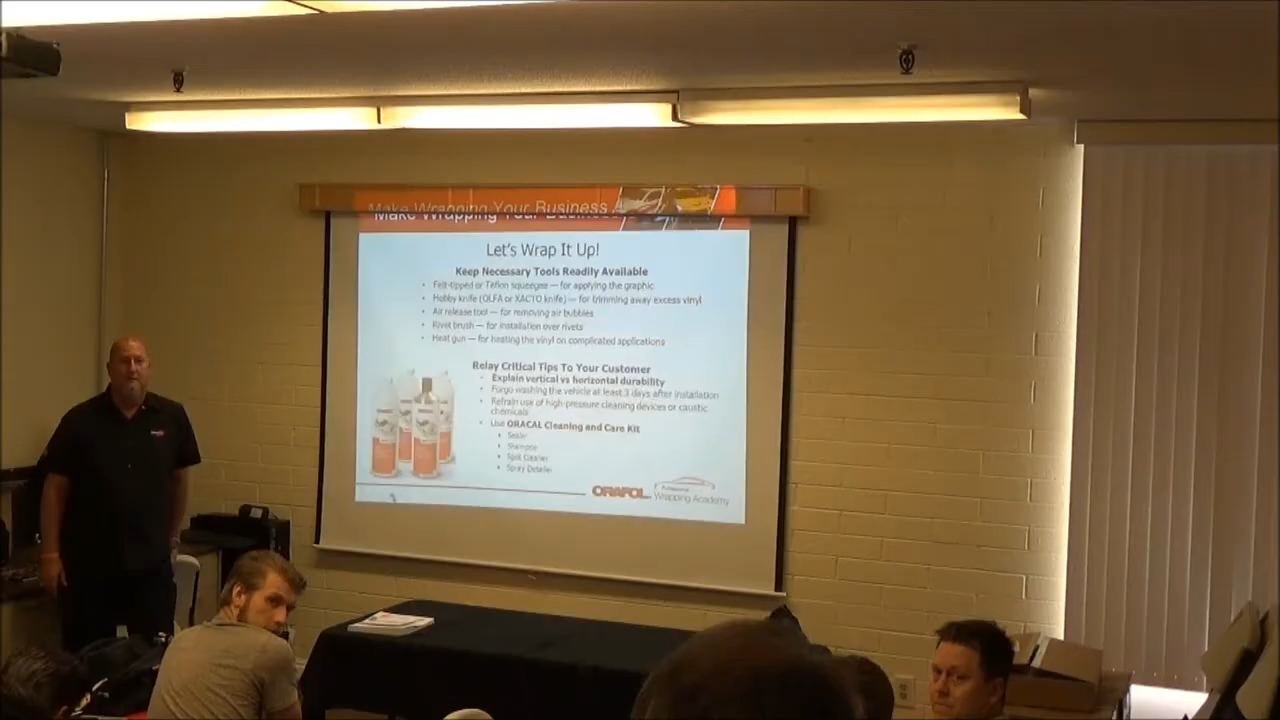 Make Wrapping Your Business
Make Wrapping Your Business
Let's Wrap It Up!
Keep Necessary Tools Readily Available
• Felt-tipped or Teflon squeegee — for applying the graphic
• Hobby knife (OLFA or XACTO knife) — for trimming away excess vinyl
• Air release tool — for removing air bubbles
• Rivet brush — for installation over rivets
• Heat gun — for heating the vinyl on complicated applications
Relay Critical Tips To Your Customer
• Explain vertical vs horizontal durability
• Forgo washing the vehicle at least 3 days after installation
• Refrain use of high-pressure cleaning devices or caustic
chemicals
• Use ORACAL Cleaning and Care Kit
• Sealer
• Shampoo
• Spot Cleaner
• Spray Detailer
ORAFOL
Professional
Wrapping Academy